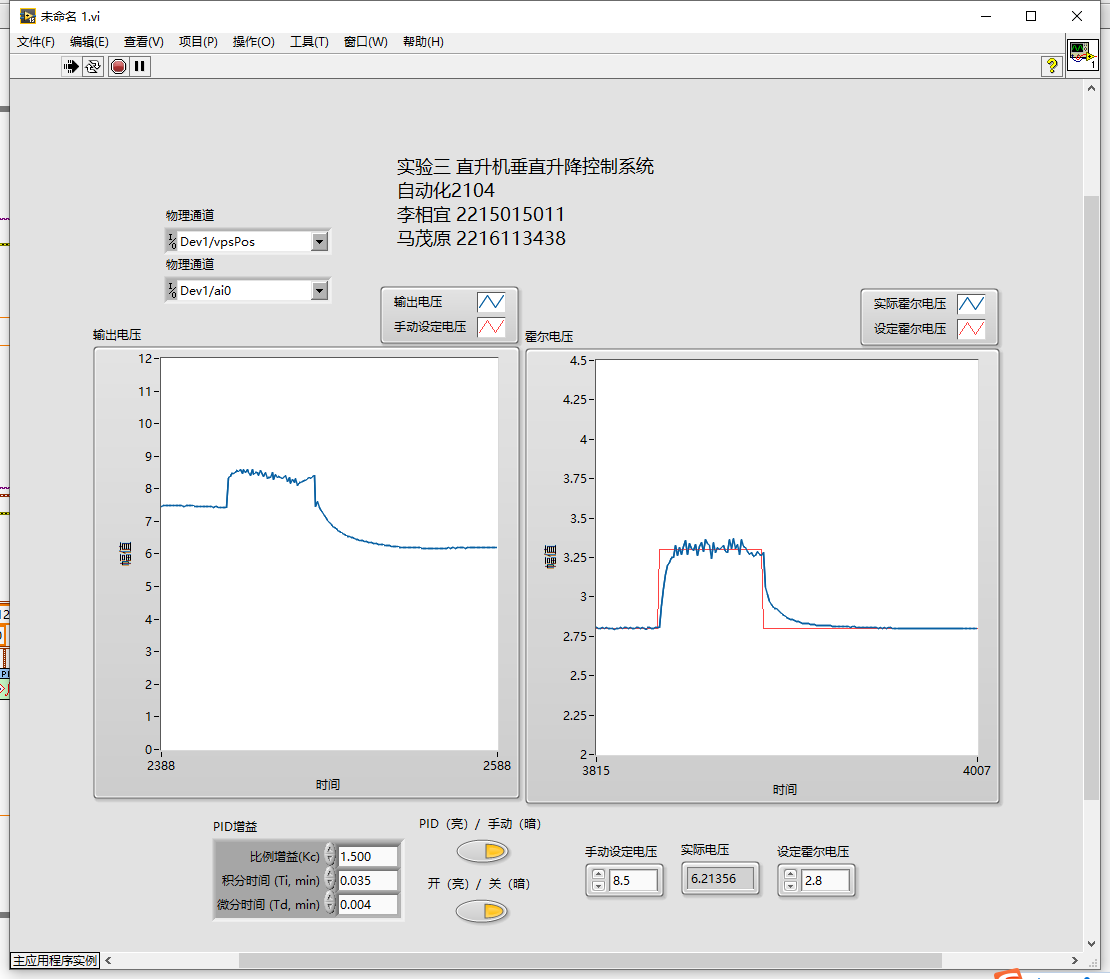 未命名 1.vi
文件(F) 编辑(E) 查看(V) 项目(P) 操作(O) 工具(T) 窗口(W) 帮助(H)
?
1
实验三 直升机垂直升降控制系统
自动化2104
李相宜 2215015011
马茂原 2216113438
物理通道
Dev1/vpsPos
物理通道
Dev1/ai0
输出电压
手动设定电压
实际霍尔电压
设定霍尔电压
输出电压
12
11
10
9
8
7
6
5
4
3
2
1
0
幅值
2388
2588
时间
霍尔电压
4.5
4.25
4
3.75
3.5
3.25
3
2.75
2.5
2.25
2
幅值
3815
4007
时间
PID增益
比例增益(Kc) 1.500
积分时间 (Ti, min) 0.035
微分时间 (Td, min) 0.004
PID（亮）/ 手动（暗）
开（亮）/ 关（暗）
手动设定电压
8.5
实际电压
6.21356
设定霍尔电压
2.8
主应用程序实例